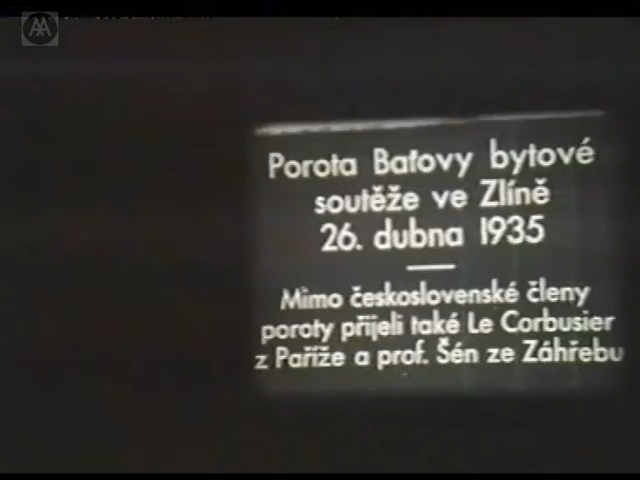 AA
Porota Baťovy bytové
soutěže ve Zlíně
26. dubna 1935
Mimo československé členy
poroty přijeli také Le Corbusier
z Paříže a prof. Šén ze Záhřebu